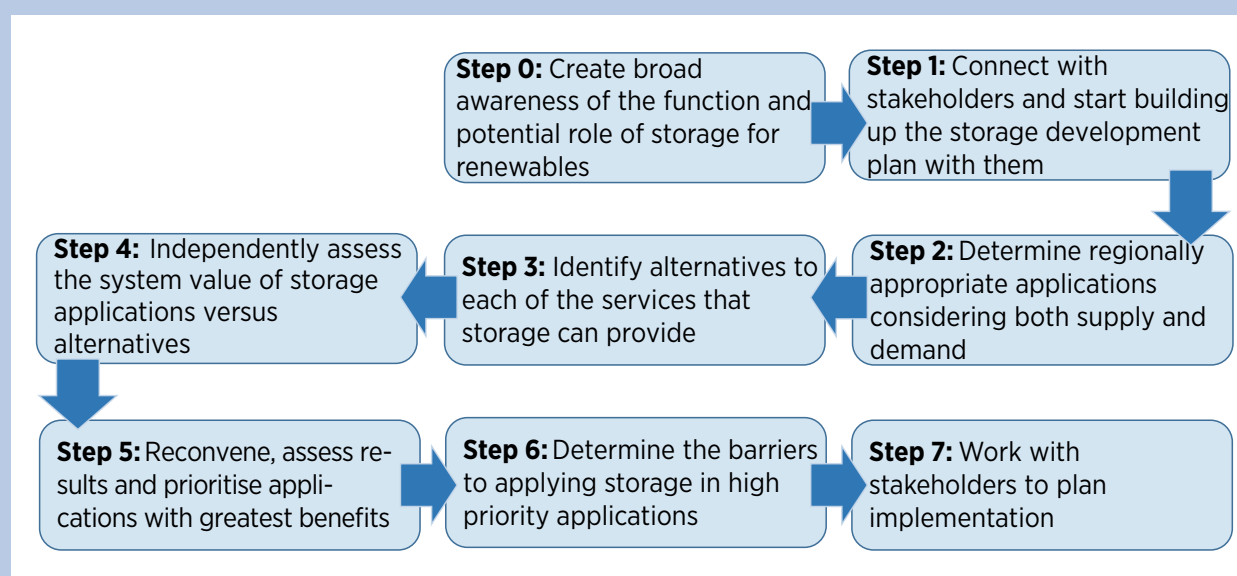 Step 0: Create broad
awareness of the function and
potential role of storage for
renewables
Step 1: Connect with
stakeholders and start building
up the storage development
plan with them
Step 2: Determine regionally
appropriate applications
considering both supply and
demand
Step 3: Identify alternatives to
each of the services that
storage can provide
Step 4: Independently assess
the system value of storage
applications versus
alternatives
Step 5: Reconvene, assess re-
sults and prioritise appli-
cations with greatest benefits
Step 6: Determine the barriers
to applying storage in high
priority applications
Step 7: Work with
stakeholders to plan
implementation